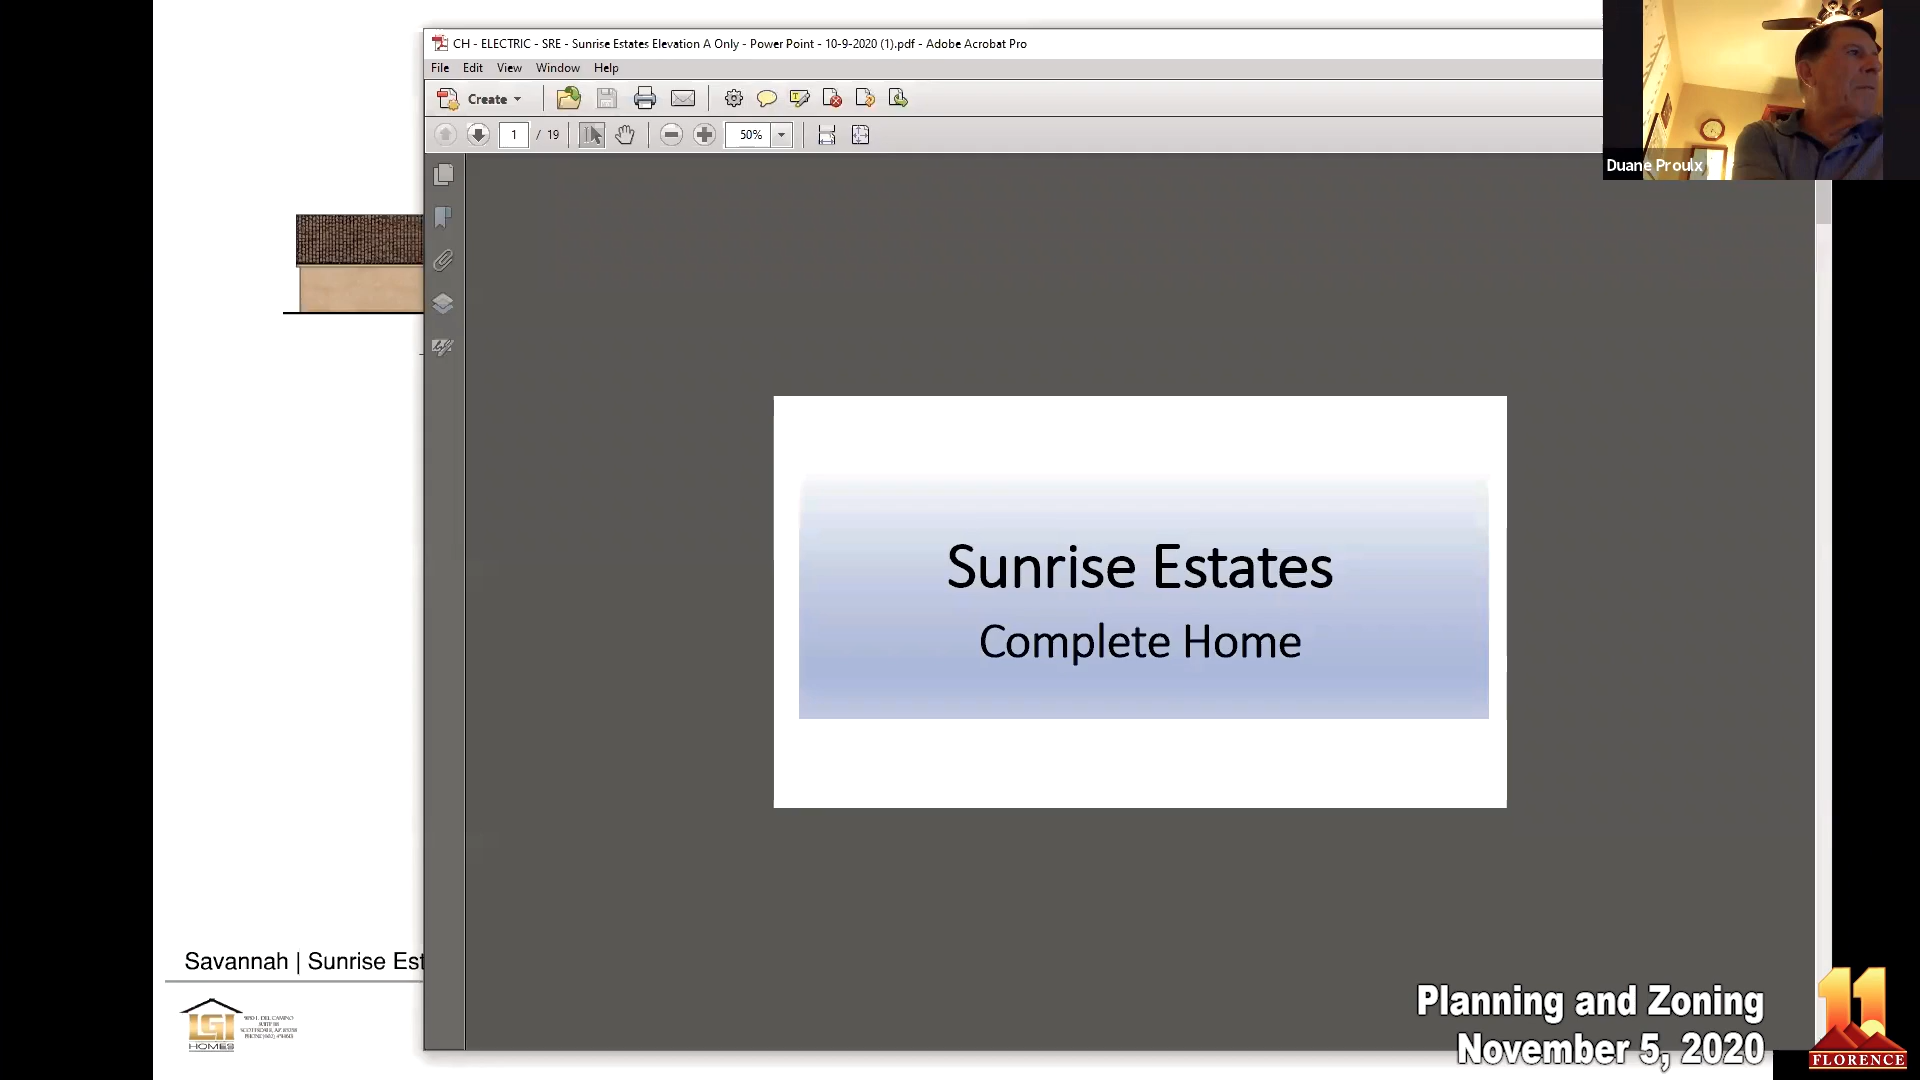 CH - ELECTRIC - SRE - Sunrise Estates Elevation A Only - Power Point - 10-9-2020 (1).pdf - Adobe Acrobat Pro
File Edit View Window Help
Create
1 / 19 50%
Duane Proulx
Sunrise Estates
Complete Home
Savannah | Sunrise Est
LGI
HOMES
Planning and Zoning
November 5, 2020
11
FLORENCE